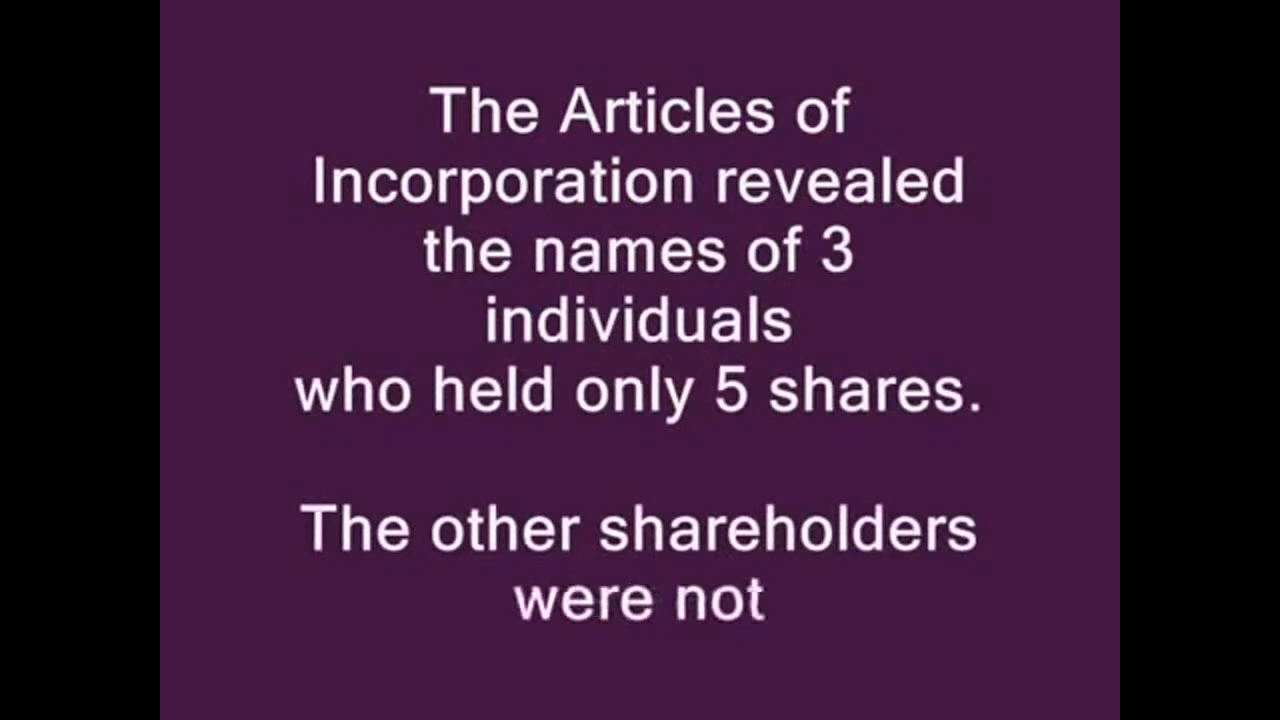 The Articles of
Incorporation revealed
the names of 3
individuals
who held only 5 shares.
The other shareholders
were not